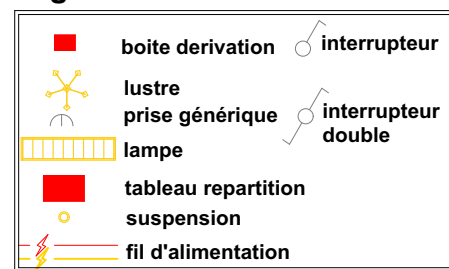 boite derivation
interrupteur
lustre
prise générique
interrupteur
double
lampe
tableau repartition
suspension
fil d'alimentation